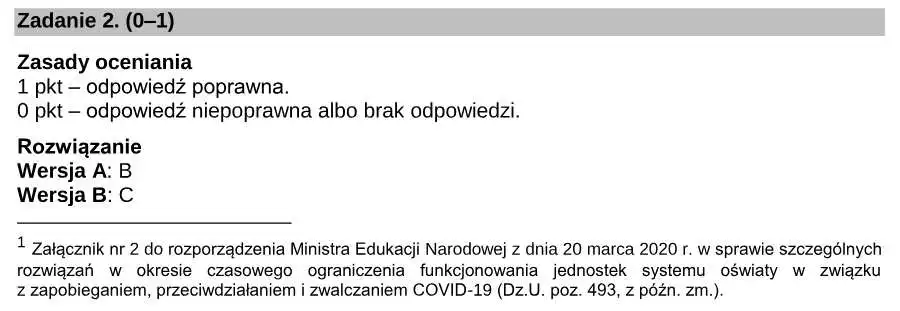 Zadanie 2. (0–1)
Zasady oceniania
1 pkt – odpowiedź poprawna.
0 pkt – odpowiedź niepoprawna albo brak odpowiedzi.
Rozwiązanie
Wersja A: B
Wersja B: C
1 Załącznik nr 2 do rozporządzenia Ministra Edukacji Narodowej z dnia 20 marca 2020 r. w sprawie szczególnych
rozwiązań w okresie czasowego ograniczenia funkcjonowania jednostek systemu oświaty w związku
z zapobieganiem, przeciwdziałaniem i zwalczaniem COVID-19 (Dz.U. poz. 493, z późn. zm.).